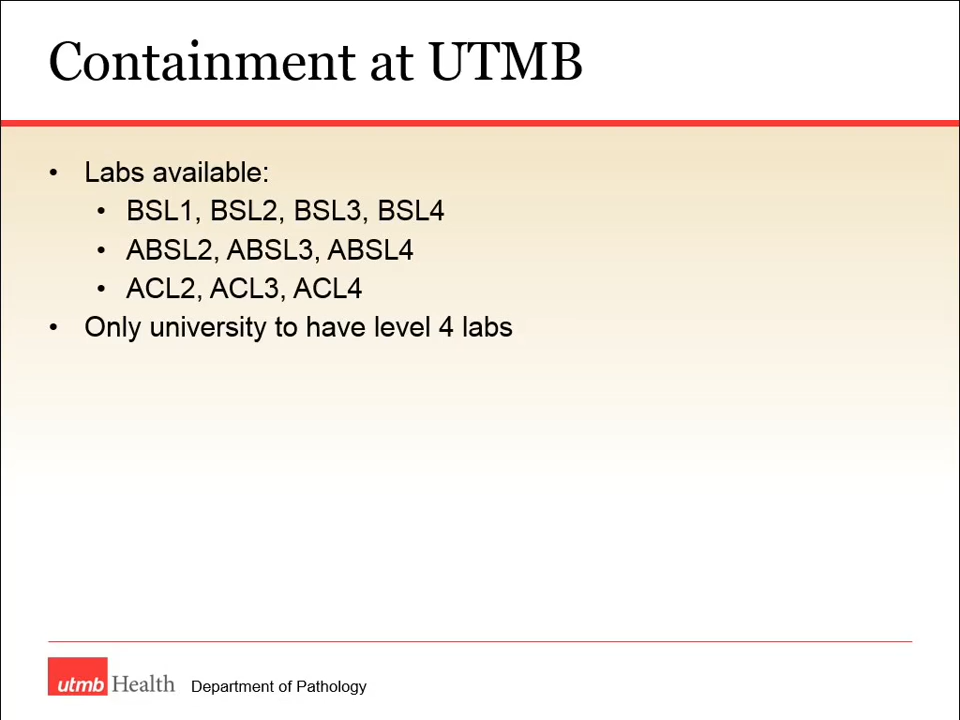 Containment at UTMB
• Labs available:
• BSL1, BSL2, BSL3, BSL4
• ABSL2, ABSL3, ABSL4
• ACL2, ACL3, ACL4
• Only university to have level 4 labs
utmb Health Department of Pathology